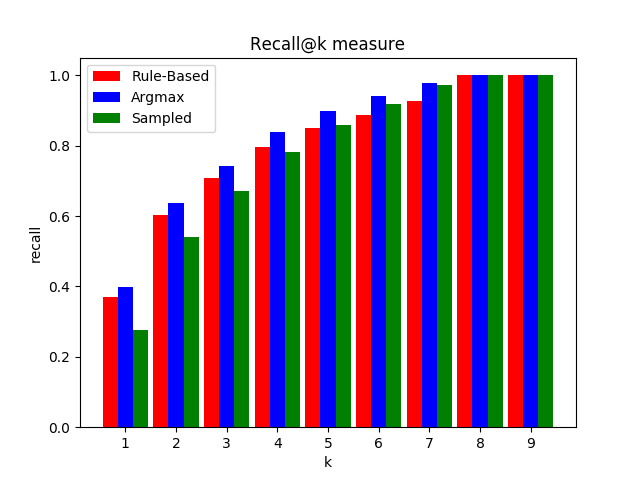 Recall@k measure
Rule-Based
Argmax
Sampled
1.0
0.8
0.6
0.4
0.2
0.0
recall
1 2 3 4 5 6 7 8 9
k